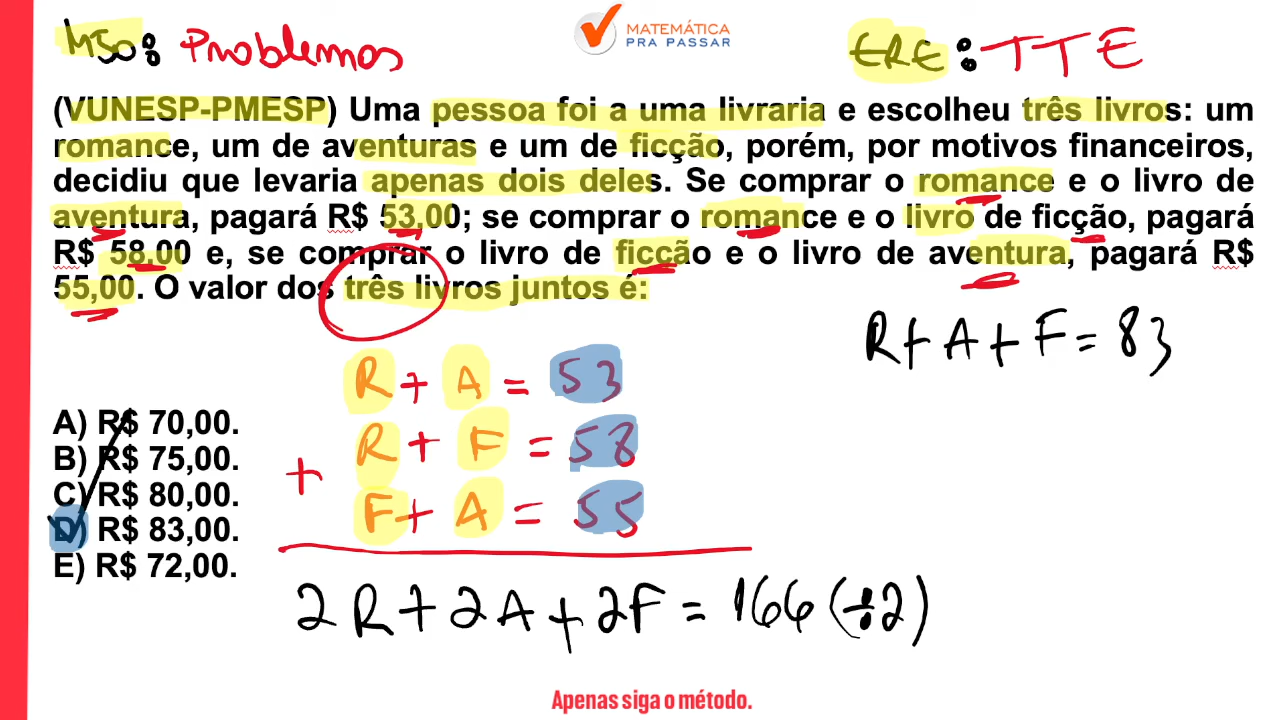 MSO: Problemas
MATEMÁTICA
PRA PASSAR
ERE: TTE
(VUNESP-PMESP) Uma pessoa foi a uma livraria e escolheu três livros: um
romance, um de aventuras e um de ficção, porém, por motivos financeiros,
decidiu que levaria apenas dois deles. Se comprar o romance e o livro de
aventura, pagará R$ 53,00; se comprar o romance e o livro de ficção, pagará
R$ 58,00 e, se comprar o livro de ficção e o livro de aventura, pagará R$
55,00. O valor dos três livros juntos é:
R+A+F=83
R+A=53
R+F=58
+
F+A=55
A) R$ 70,00.
B) R$ 75,00.
C) R$ 80,00.
D) R$ 83,00.
E) R$ 72,00.
2R+2A+2F=166(÷2)
Apenas siga o método.